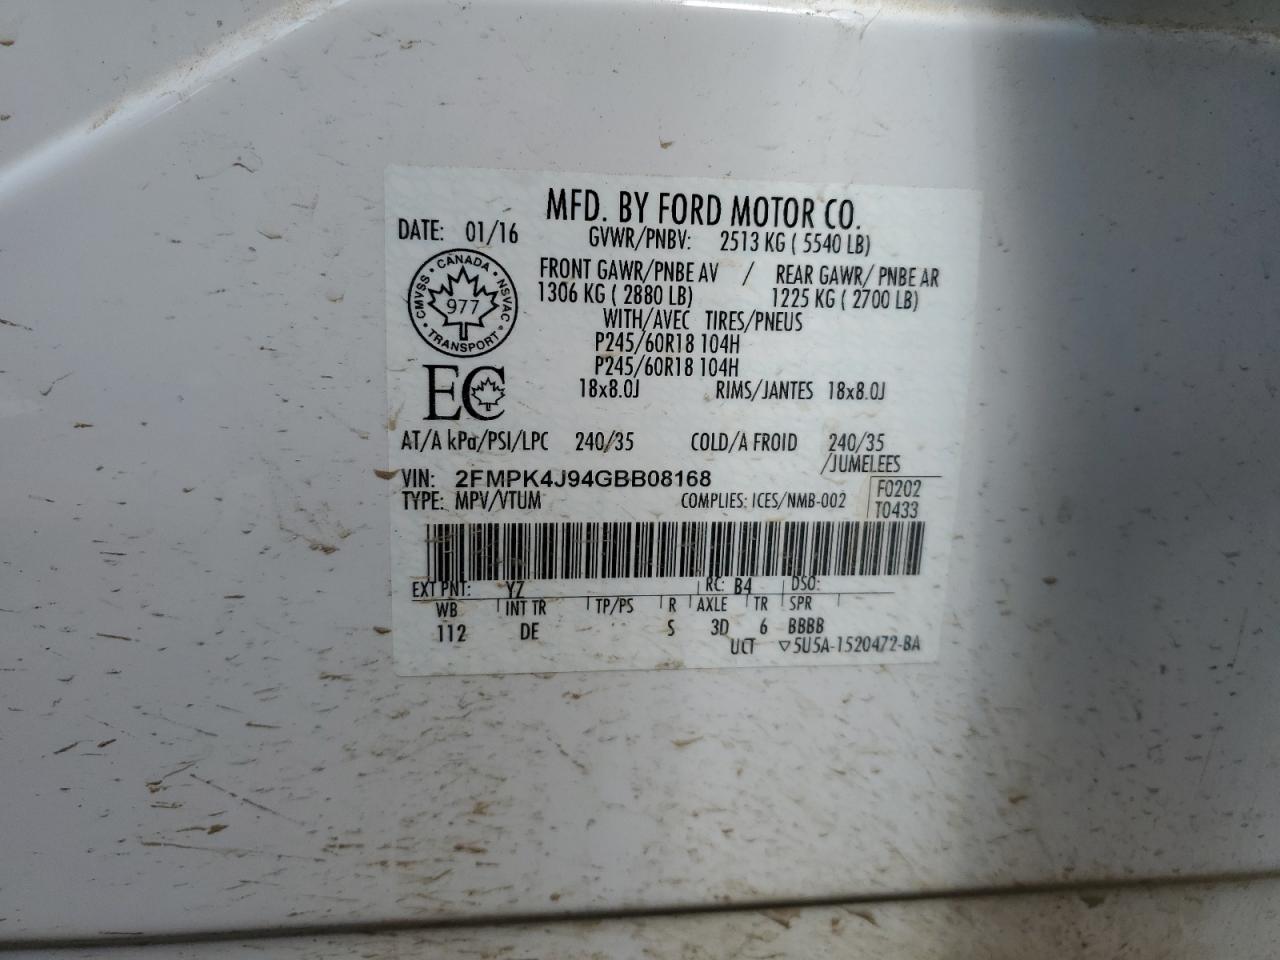 MFD. BY FORD MOTOR CO.
DATE: 01/16 GVWR/PNBV: 2513 KG ( 5540 LB)
FRONT GAWR/PNBE AV / REAR GAWR/ PNBE AR
1306 KG ( 2880 LB) 1225 KG ( 2700 LB)
WITH/AVEC TIRES/PNEUS
P245/60R18 104H
P245/60R18 104H
18x8.0J RIMS/JANTES 18x8.0J
CMVSS • CANADA • NSVAC • TRANSPORT •
977
EC
AT/A kPa/PSI/LPC 240/35 COLD/A FROID 240/35
/JUMELEES
VIN: 2FMPK4J94GBB08168
F0202
TYPE: MPV/VTUM COMPLIES: ICES/NMB-002
T0433
EXT PNT: YZ RC: B4 DSO:
WB INT TR TP/PS R AXLE TR SPR
112 DE S 3D 6 BBBB
UCT ▽5U5A-1520472-BA